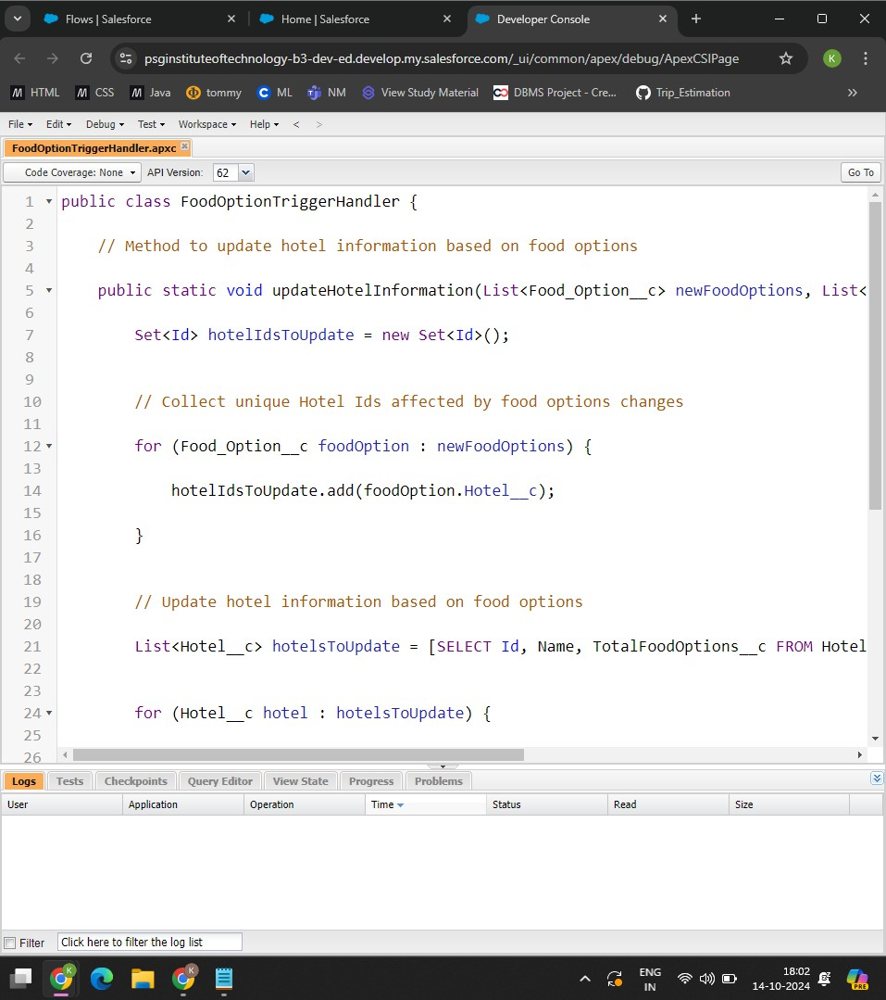 Flows | Salesforce
Home | Salesforce
Developer Console
psginstituteoftechnology-b3-dev-ed.develop.my.salesforce.com/_ui/common/apex/debug/ApexCSIPage
K
HTML CSS Java tommy ML NM View Study Material DBMS Project - Cre... Trip_Estimation »
File Edit Debug Test Workspace Help < >
FoodOptionTriggerHandler.apxc
Code Coverage: None API Version: 62 Go To
1 public class FoodOptionTriggerHandler {
2
3 // Method to update hotel information based on food options
4
5 public static void updateHotelInformation(List<Food_Option__c> newFoodOptions, List<
6
7 Set<Id> hotelIdsToUpdate = new Set<Id>();
8
9
10 // Collect unique Hotel Ids affected by food options changes
11
12 for (Food_Option__c foodOption : newFoodOptions) {
13
14 hotelIdsToUpdate.add(foodOption.Hotel__c);
15
16 }
17
18
19 // Update hotel information based on food options
20
21 List<Hotel__c> hotelsToUpdate = [SELECT Id, Name, TotalFoodOptions__c FROM Hotel
22
23
24 for (Hotel__c hotel : hotelsToUpdate) {
25
26
Logs Tests Checkpoints Query Editor View State Progress Problems
User Application Operation Time Status Read Size
Filter Click here to filter the log list
K K ENG IN 18:02 14-10-2024 PRE